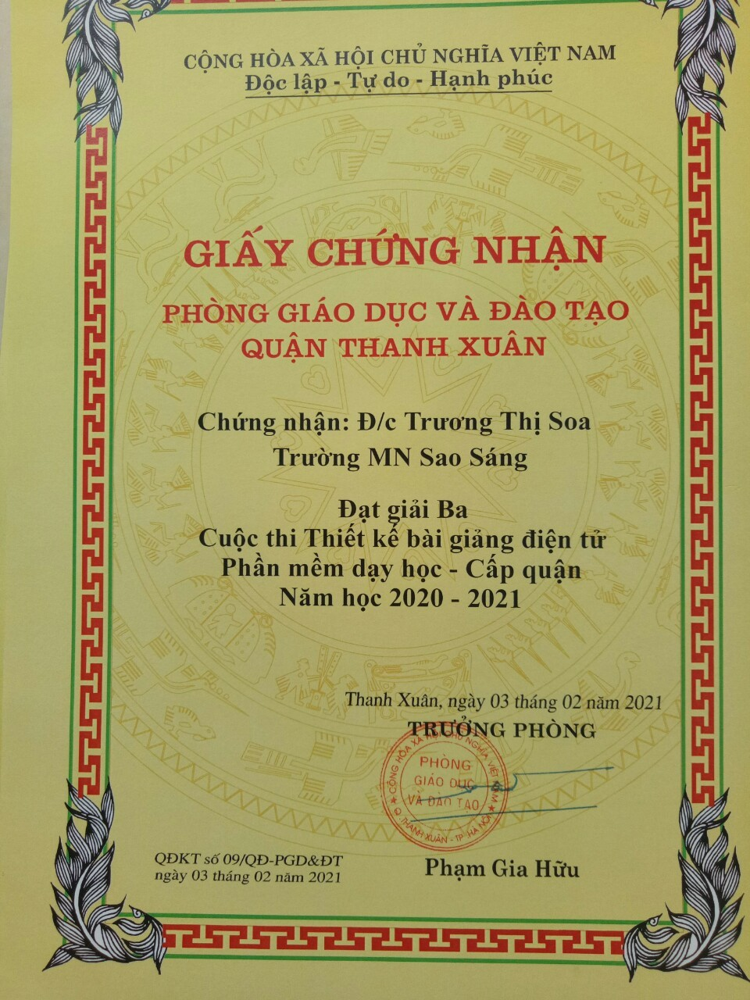 CỘNG HÒA XÃ HỘI CHỦ NGHĨA VIỆT NAM
Độc lập - Tự do - Hạnh phúc
GIẤY CHỨNG NHẬN
PHÒNG GIÁO DỤC VÀ ĐÀO TẠO
QUẬN THANH XUÂN
Chứng nhận: Đ/c Trương Thị Soa
Trường MN Sao Sáng
Đạt giải Ba
Cuộc thi Thiết kế bài giảng điện tử
Phần mềm dạy học - Cấp quận
Năm học 2020 - 2021
Thanh Xuân, ngày 03 tháng 02 năm 2021
TRƯỞNG PHÒNG
CỘNG HÒA XÃ HỘI CHỦ NGHĨA VIỆT NAM
PHÒNG
GIÁO DỤC
VÀ ĐÀO TẠO
Q. THANH XUÂN - TP. HÀ NỘI
QĐKT số 09/QĐ-PGD&ĐT
ngày 03 tháng 02 năm 2021
Phạm Gia Hữu